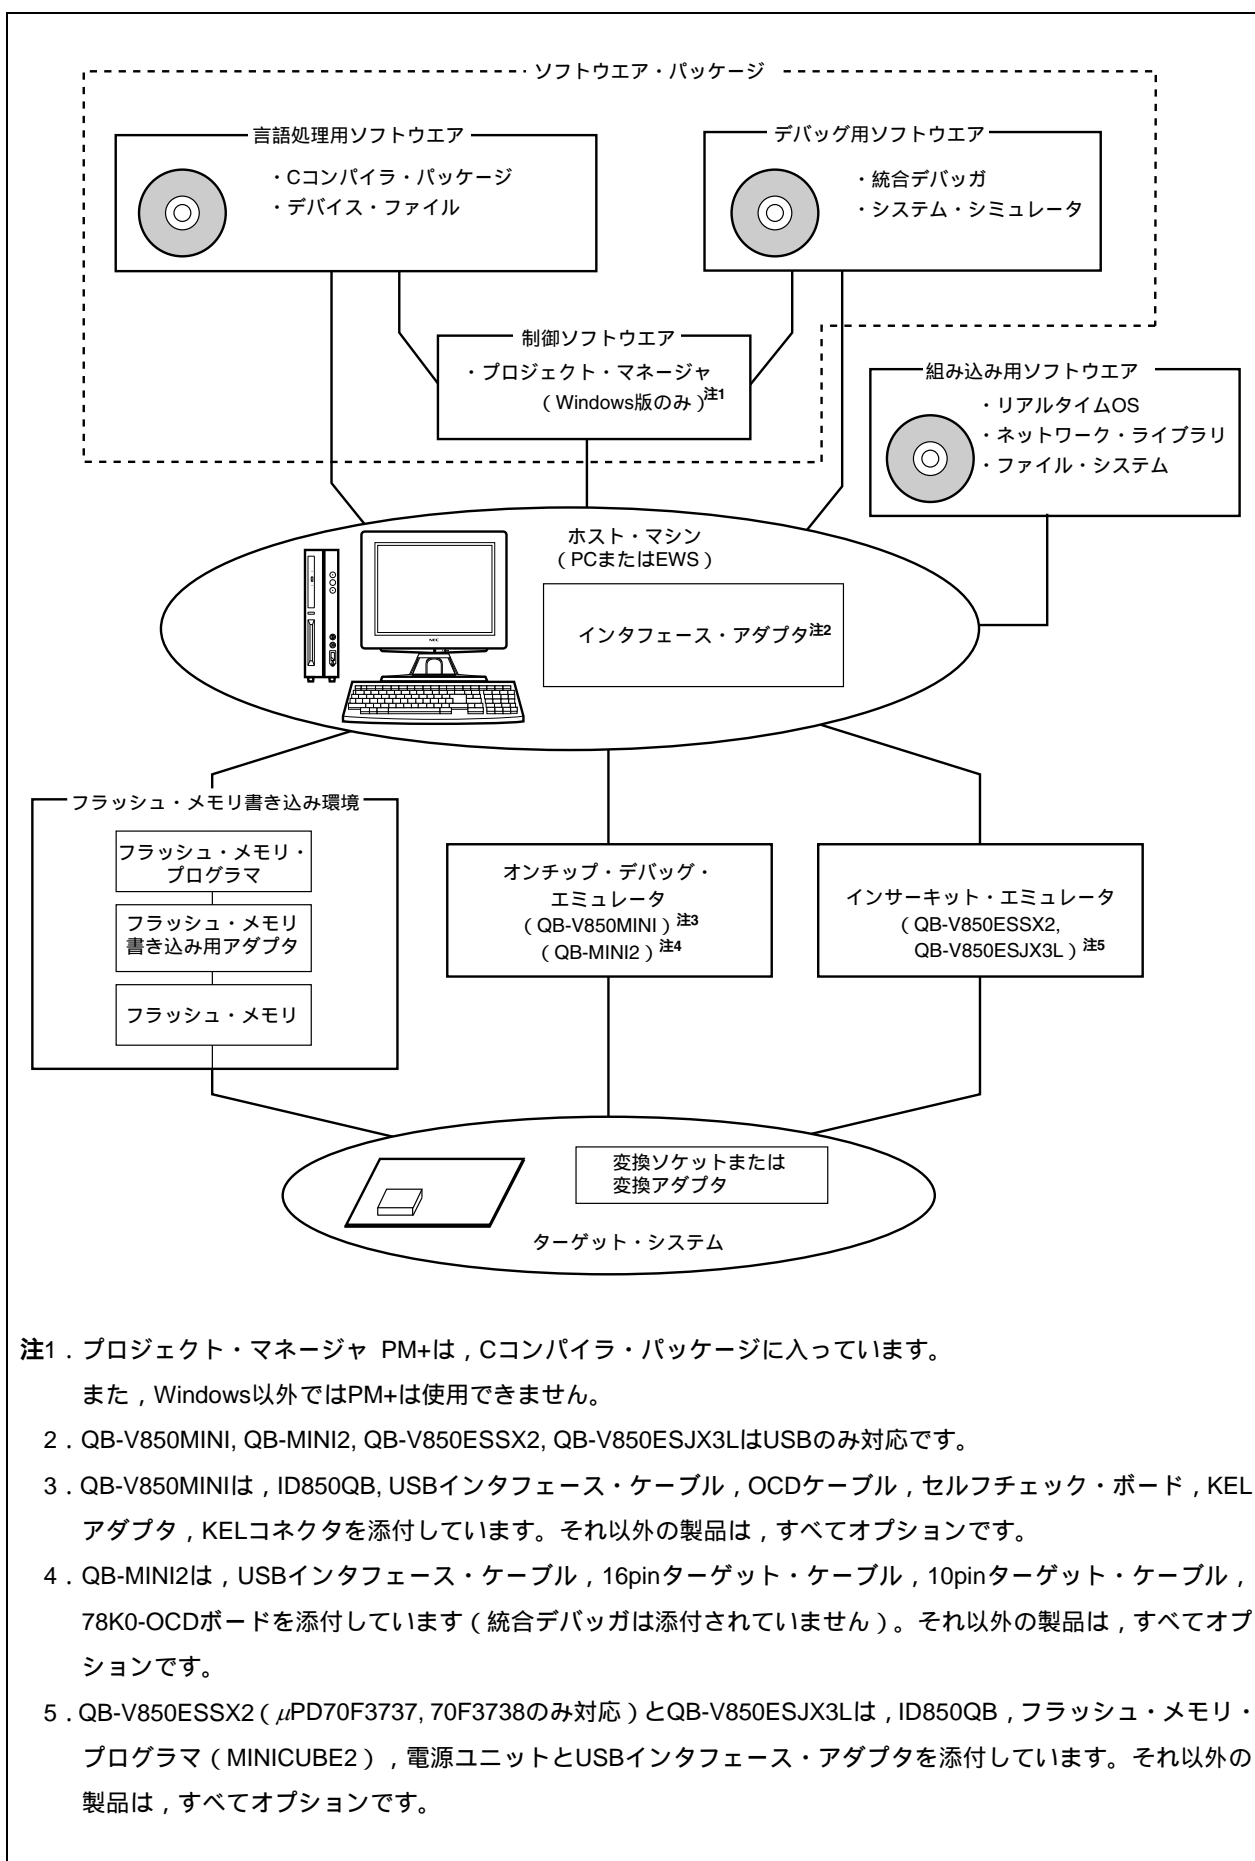 ソフトウエア・パッケージ
言語処理用ソフトウエア
・Cコンパイラ・パッケージ
・デバイス・ファイル
デバッグ用ソフトウエア
・統合デバッガ
・システム・シミュレータ
制御ソフトウエア
・プロジェクト・マネージャ
（Windows版のみ）注1
組み込み用ソフトウエア
・リアルタイムOS
・ネットワーク・ライブラリ
・ファイル・システム
ホスト・マシン
（PCまたはEWS）
インタフェース・アダプタ注2
NEC
フラッシュ・メモリ書き込み環境
フラッシュ・メモリ・
プログラマ
フラッシュ・メモリ
書き込み用アダプタ
フラッシュ・メモリ
オンチップ・デバッグ・
エミュレータ
（QB-V850MINI）注3
（QB-MINI2）注4
インサーキット・エミュレータ
（QB-V850ESSX2,
QB-V850ESJX3L）注5
変換ソケットまたは
変換アダプタ
ターゲット・システム
注1．プロジェクト・マネージャ PM+は，Cコンパイラ・パッケージに入っています。
また，Windows以外ではPM+は使用できません。
2．QB-V850MINI, QB-MINI2, QB-V850ESSX2, QB-V850ESJX3LはUSBのみ対応です。
3．QB-V850MINIは，ID850QB, USBインタフェース・ケーブル，OCDケーブル，セルフチェック・ボード，KEL
アダプタ，KELコネクタを添付しています。それ以外の製品は，すべてオプションです。
4．QB-MINI2は，USBインタフェース・ケーブル，16pinターゲット・ケーブル，10pinターゲット・ケーブル，
78K0-OCDボードを添付しています（統合デバッガは添付されていません）。それ以外の製品は，すべてオプ
ションです。
5．QB-V850ESSX2（μPD70F3737, 70F3738のみ対応）とQB-V850ESJX3Lは，ID850QB，フラッシュ・メモリ・
プログラマ（MINICUBE2），電源ユニットとUSBインタフェース・アダプタを添付しています。それ以外の
製品は，すべてオプションです。